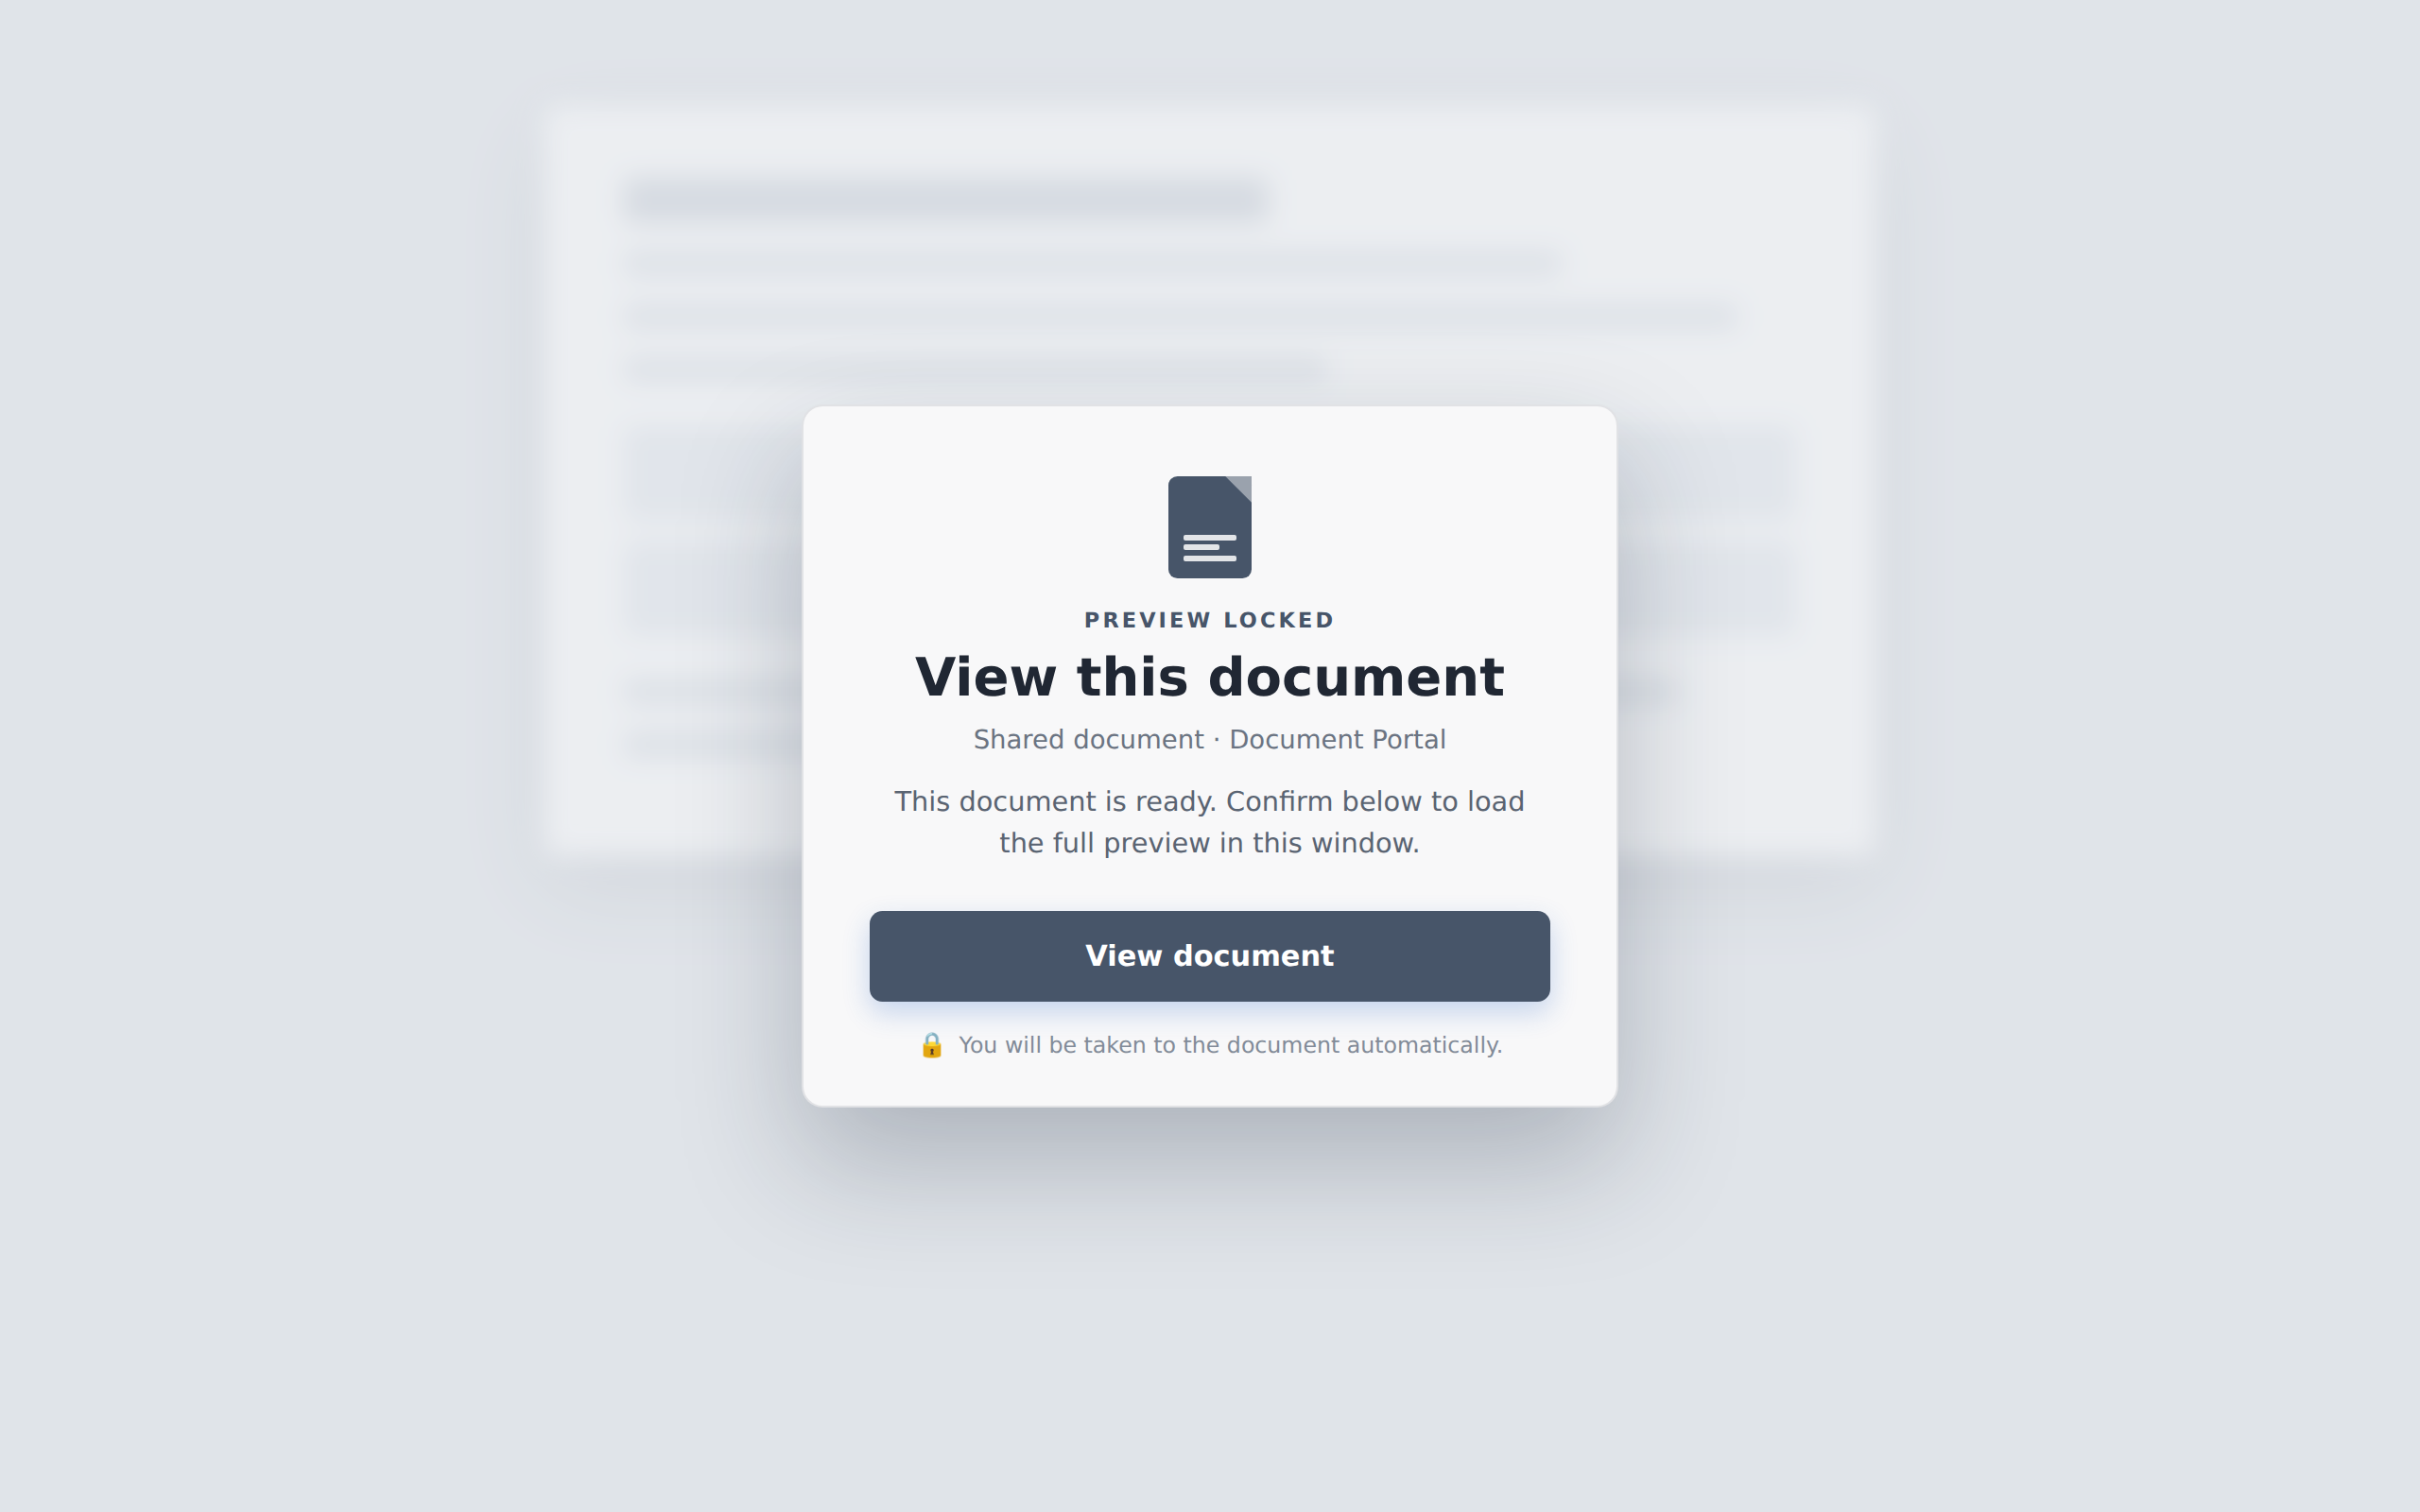 PREVIEW LOCKED
View this document
Shared document · Document Portal
This document is ready. Confirm below to load
the full preview in this window.
View document
🔒 You will be taken to the document automatically.